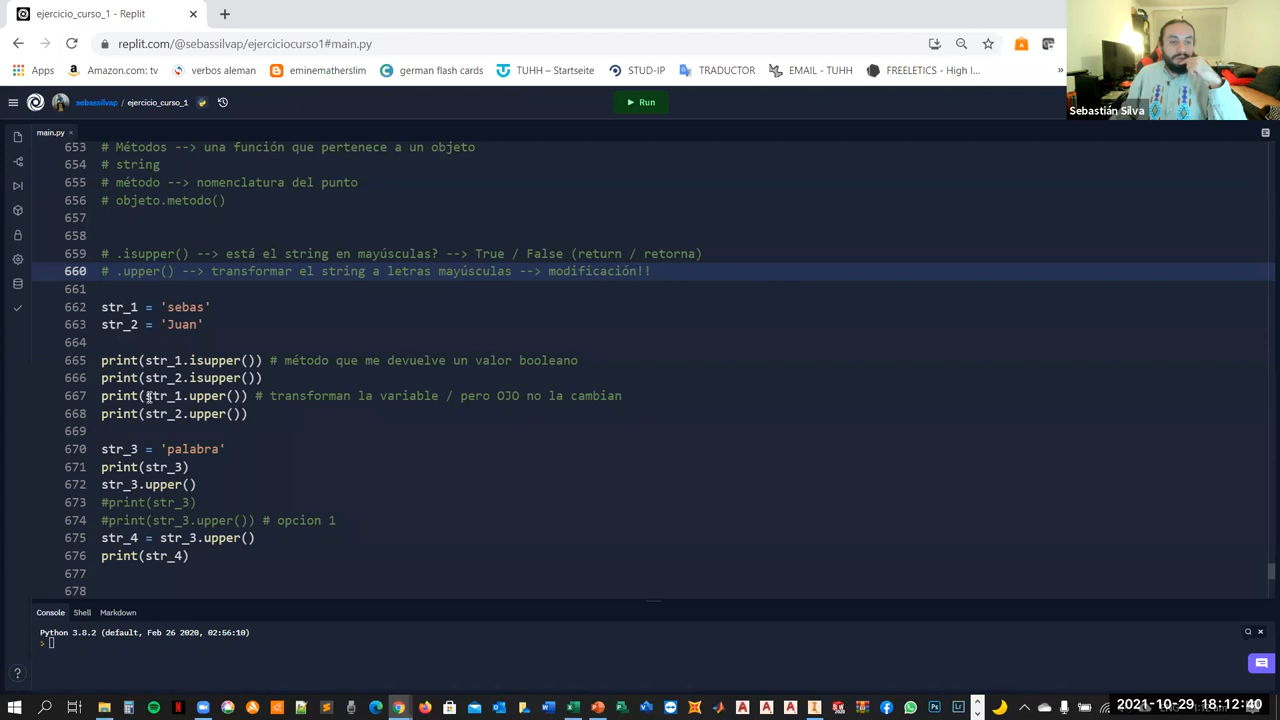 ejercicio_curso_1 - Replit
replit.com/@sebassilvap/ejerciciocurso1#main.py
Apps
Amazon.com: tv
verbos aleman
eminematherslim
german flash cards
TUHH – Startseite
STUD-IP
TRADUCTOR
EMAIL - TUHH
FREELETICS - High I...
»
Sebastián Silva
sebassilvap / ejercicio_curso_1
Run
main.py
653 # Métodos --> una función que pertenece a un objeto
654 # string
655 # método --> nomenclatura del punto
656 # objeto.metodo()
657
658
659 # .isupper() --> está el string en mayúsculas? --> True / False (return / retorna)
660 # .upper() --> transformar el string a letras mayúsculas --> modificación!!
661
662 str_1 = 'sebas'
663 str_2 = 'Juan'
664
665 print(str_1.isupper()) # método que me devuelve un valor booleano
666 print(str_2.isupper())
667 print(str_1.upper()) # transforman la variable / pero OJO no la cambian
668 print(str_2.upper())
669
670 str_3 = 'palabra'
671 print(str_3)
672 str_3.upper()
673 #print(str_3)
674 #print(str_3.upper()) # opcion 1
675 str_4 = str_3.upper()
676 print(str_4)
677
678
Console
Shell
Markdown
Python 3.8.2 (default, Feb 26 2020, 02:56:10)
>
2021-10-29 18:12:40